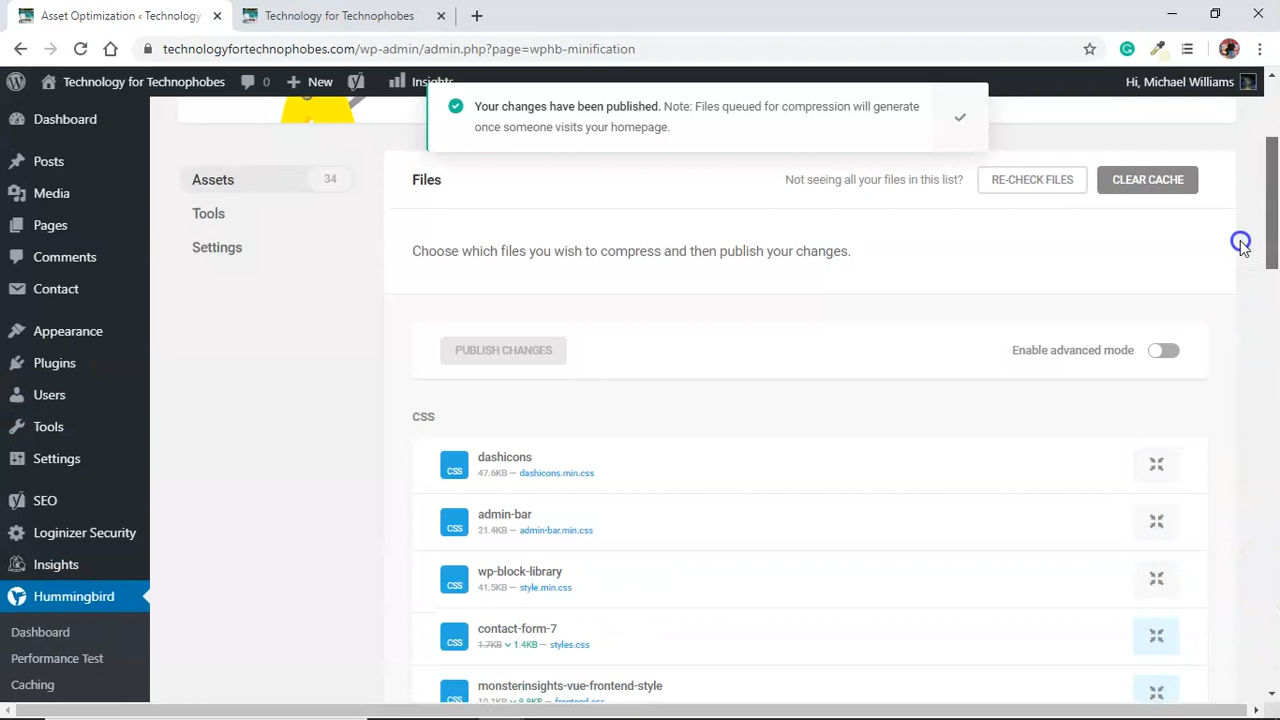 Asset Optimization ‹ Technology
Technology for Technophobes
technologyfortechnophobes.com/wp-admin/admin.php?page=wphb-minification
Technology for Technophobes
0
New
Insights
Hi, Michael Williams
Your changes have been published. Note: Files queued for compression will generate
once someone visits your homepage.
Dashboard
Posts
Media
Pages
Comments
Contact
Appearance
Plugins
Users
Tools
Settings
SEO
Loginizer Security
Insights
Hummingbird
Dashboard
Performance Test
Caching
Assets 34
Tools
Settings
Files
Not seeing all your files in this list?
RE-CHECK FILES
CLEAR CACHE
Choose which files you wish to compress and then publish your changes.
PUBLISH CHANGES
Enable advanced mode
CSS
CSS
dashicons
47.6KB — dashicons.min.css
CSS
admin-bar
21.4KB — admin-bar.min.css
CSS
wp-block-library
41.5KB — style.min.css
CSS
contact-form-7
1.7KB 1.4KB — styles.css
CSS
monsterinsights-vue-frontend-style
10.1KB 9.9KB — frontend.css